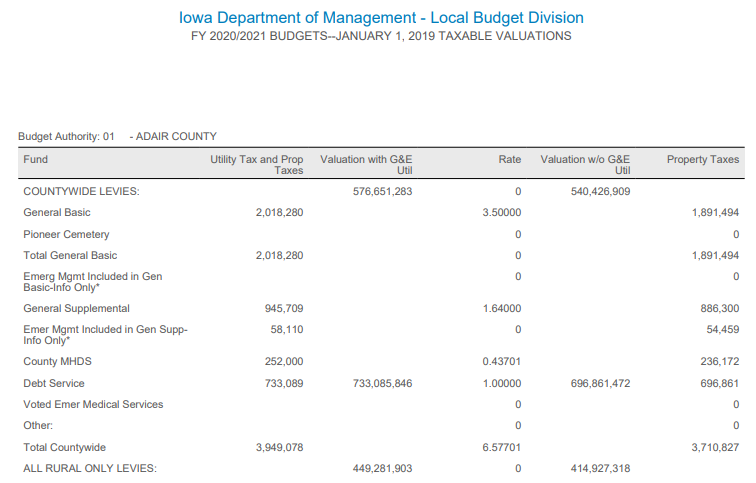 Iowa Department of Management - Local Budget Division
FY 2020/2021 BUDGETS--JANUARY 1, 2019 TAXABLE VALUATIONS
Budget Authority: 01 - ADAIR COUNTY
Fund Utility Tax and Prop Taxes Valuation with G&E Util Rate Valuation w/o G&E Util Property Taxes
COUNTYWIDE LEVIES: 576,651,283 0 540,426,909
General Basic 2,018,280 3.50000 1,891,494
Pioneer Cemetery 0 0
Total General Basic 2,018,280 0 1,891,494
Emerg Mgmt Included in Gen 0 0
Basic-Info Only*
General Supplemental 945,709 1.64000 886,300
Emer Mgmt Included in Gen Supp- 58,110 0 54,459
Info Only*
County MHDS 252,000 0.43701 236,172
Debt Service 733,089 733,085,846 1.00000 696,861,472 696,861
Voted Emer Medical Services 0 0
Other: 0 0
Total Countywide 3,949,078 6.57701 3,710,827
ALL RURAL ONLY LEVIES: 449,281,903 0 414,927,318